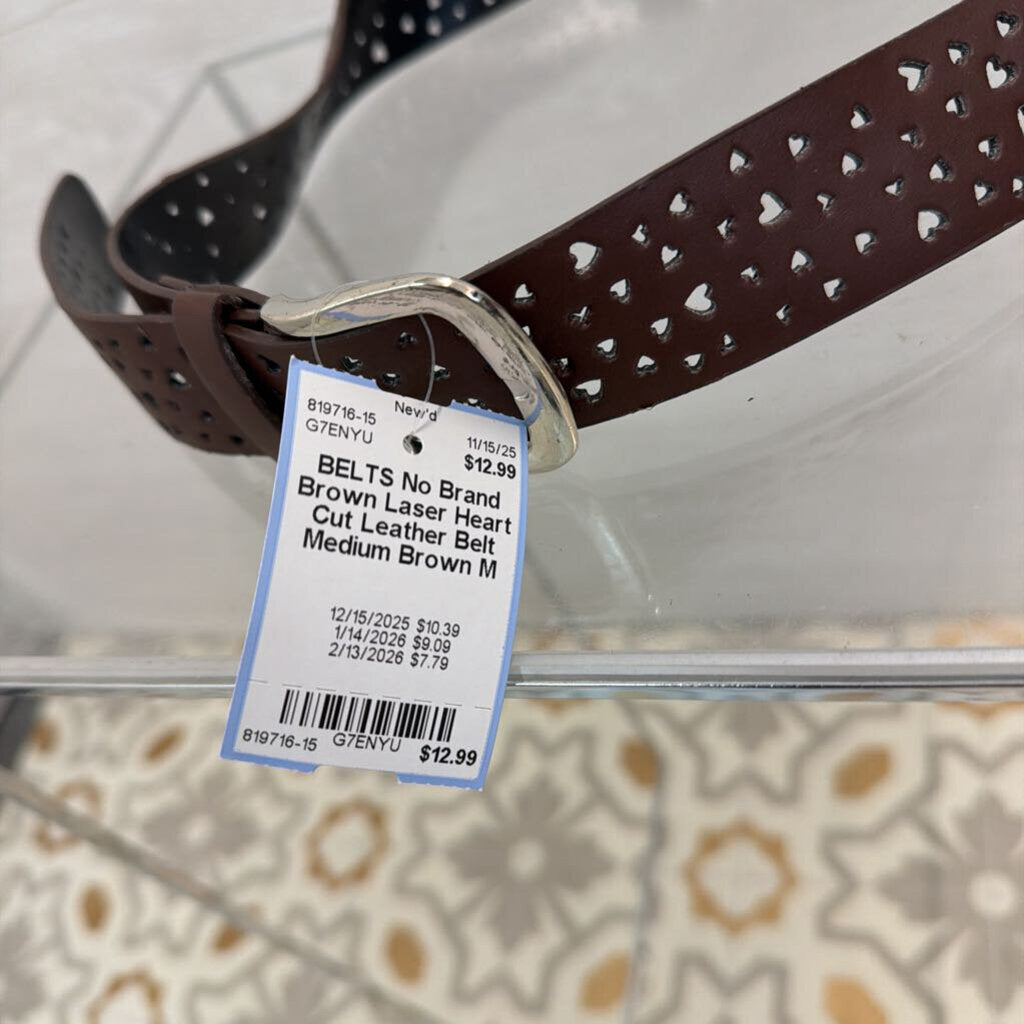 819716-15
New'd
11/15/25
G7ENYU
$12.99
BELTS No Brand
Brown Laser Heart
Cut Leather Belt
Medium Brown M
12/15/2025 $10.39
1/14/2026 $9.09
2/13/2026 $7.79
819716-15 G7ENYU $12.99